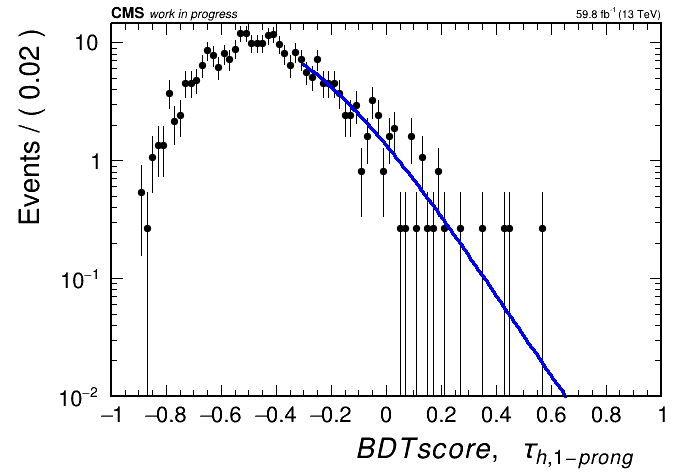 CMS work in progress 59.8 fb⁻¹ (13 TeV)
Events / ( 0.02 )
10
1
10⁻¹
10⁻²
−1 −0.8 −0.6 −0.4 −0.2 0 0.2 0.4 0.6 0.8 1
BDTscore, τ_{h,1−prong}